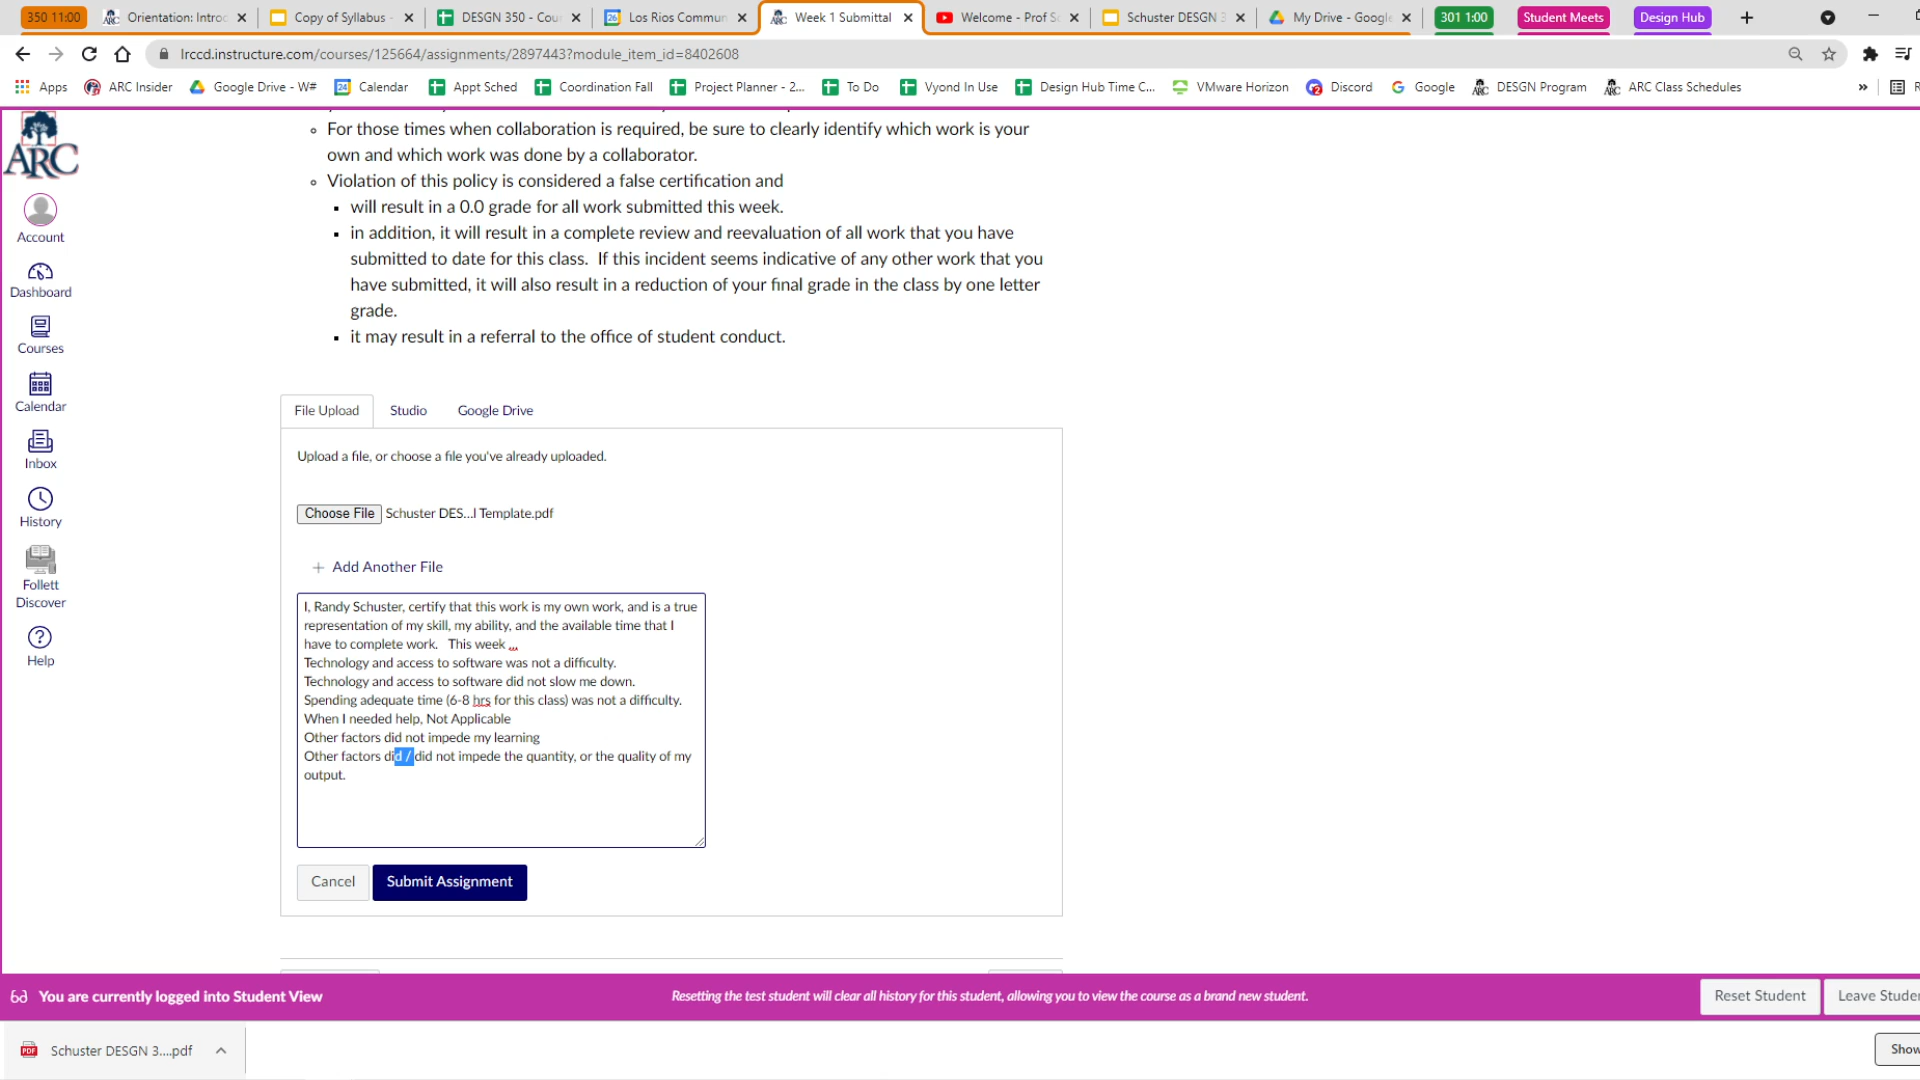 350 11:00
Orientation: Introc
Copy of Syllabus -
DESGN 350 - Cou
Los Rios Commun
Week 1 Submittal
Welcome - Prof Sc
Schuster DESGN 3
My Drive - Google
301 1:00
Student Meets
Design Hub
lrccd.instructure.com/courses/125664/assignments/2897443?module_item_id=8402608
Apps
ARC Insider
Google Drive - W#
Calendar
Appt Sched
Coordination Fall
Project Planner - 2...
To Do
Vyond In Use
Design Hub Time C...
VMware Horizon
Discord
Google
DESGN Program
ARC Class Schedules
»
ARC
Account
Dashboard
Courses
Calendar
Inbox
History
Follett
Discover
Help
◦ For those times when collaboration is required, be sure to clearly identify which work is your
own and which work was done by a collaborator.
◦ Violation of this policy is considered a false certification and
▪ will result in a 0.0 grade for all work submitted this week.
▪ in addition, it will result in a complete review and reevaluation of all work that you have
submitted to date for this class.  If this incident seems indicative of any other work that you
have submitted, it will also result in a reduction of your final grade in the class by one letter
grade.
▪ it may result in a referral to the office of student conduct.
File Upload
Studio
Google Drive
Upload a file, or choose a file you've already uploaded.
Choose File Schuster DES...l Template.pdf
+ Add Another File
I, Randy Schuster, certify that this work is my own work, and is a true
representation of my skill, my ability, and the available time that I
have to complete work.   This week ...
Technology and access to software was not a difficulty.
Technology and access to software did not slow me down.
Spending adequate time (6-8 hrs for this class) was not a difficulty.
When I needed help, Not Applicable
Other factors did not impede my learning
Other factors did / did not impede the quantity, or the quality of my
output.
Cancel
Submit Assignment
You are currently logged into Student View
Resetting the test student will clear all history for this student, allowing you to view the course as a brand new student.
Reset Student
Leave Studen
PDF
Schuster DESGN 3....pdf
Show